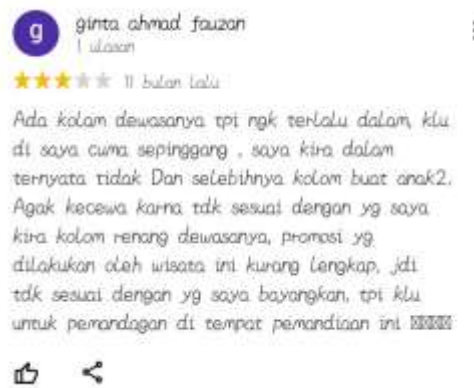 g
ginta ahmad fauzan
1 ulasan
11 bulan lalu
Ada kolam dewasanya tpi ngk terlalu dalam, klu
di saya cuma sepinggang , saya kira dalam
ternyata tidak Dan selebihnya kolom buat anak2.
Agak kecewa karna tdk sesuai dengan yg saya
kira kolom renang dewasanya, promosi yg
dilakukan oleh wisata ini kurang lengkap, jdi
tdk sesuai dengan yg saya bayangkan, tpi klu
untuk pemandagan di tempat pemandiaan ini